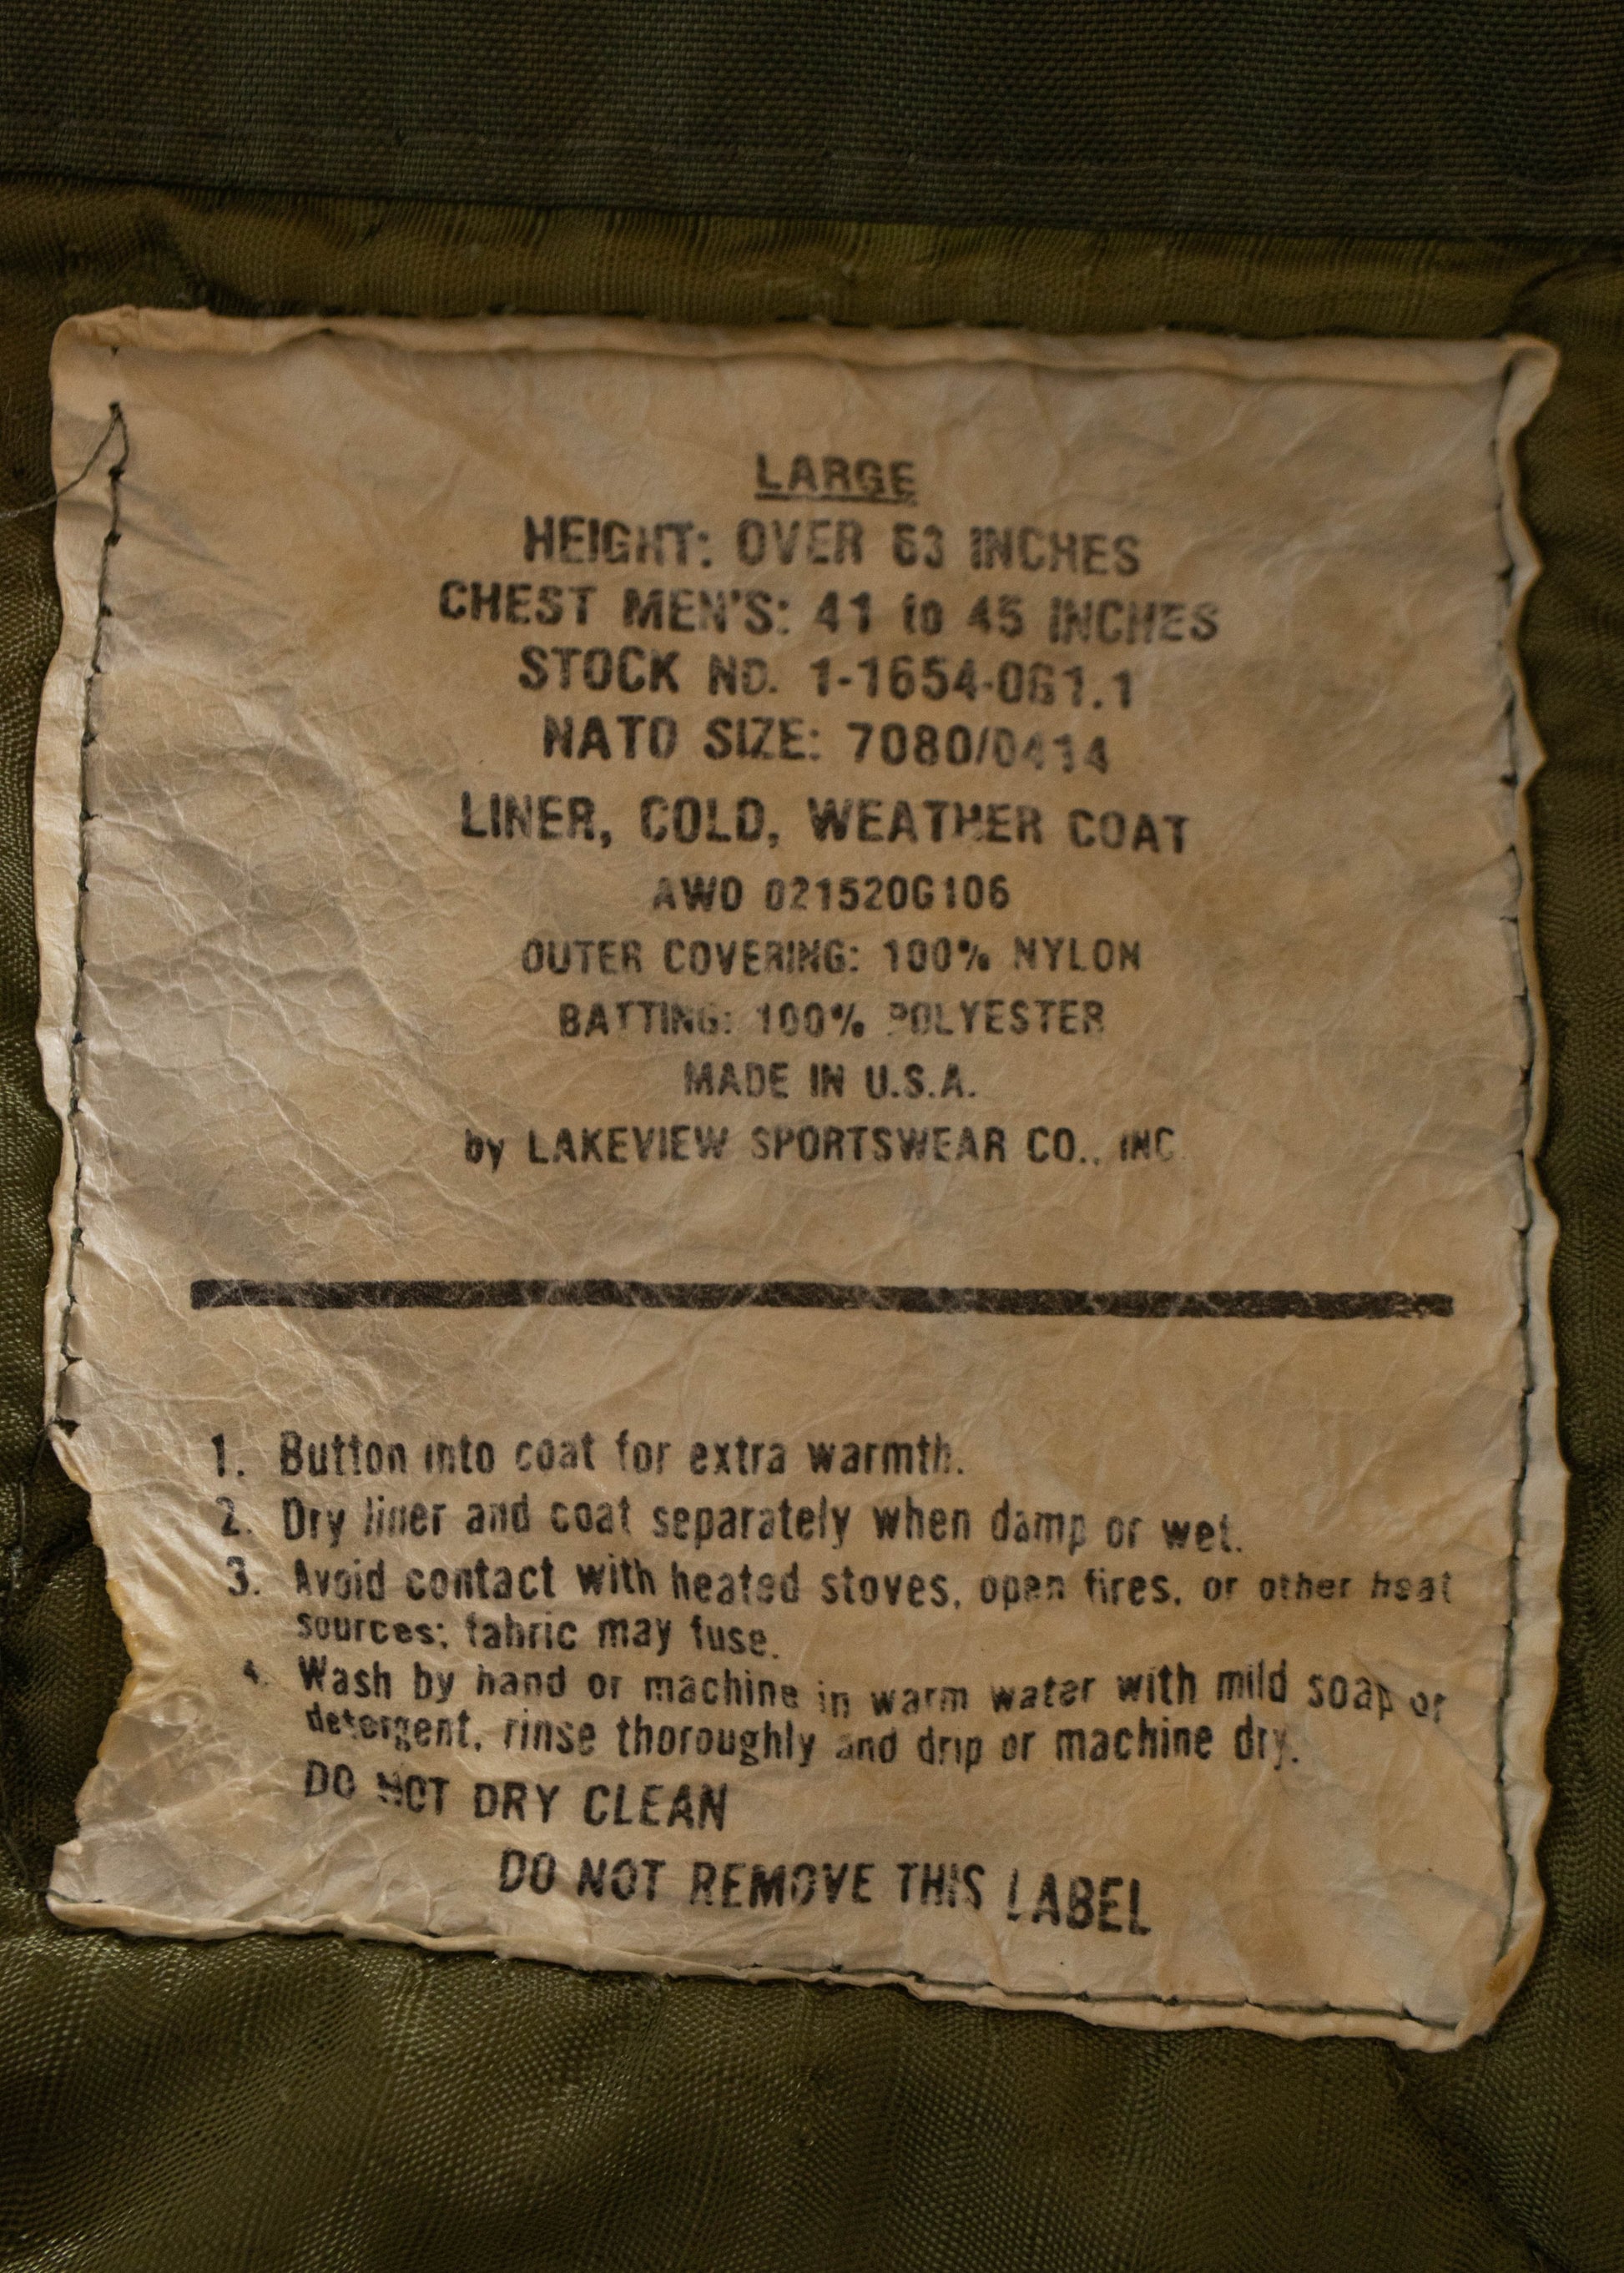 LARGE
HEIGHT: OVER 63 INCHES
CHEST MEN'S: 41 to 45 INCHES
STOCK NO. 1-1654-0G1.1
NATO SIZE: 7080/0414
LINER, COLD, WEATHER COAT
AWO 021520G106
OUTER COVERING: 100% NYLON
BATTING: 100% POLYESTER
MADE IN U.S.A.
by LAKEVIEW SPORTSWEAR CO., INC
1. Button into coat for extra warmth.
2. Dry liner and coat separately when damp or wet.
3. Avoid contact with heated stoves, open fires, or other heat
sources; fabric may fuse.
4. Wash by hand or machine in warm water with mild soap or
detergent, rinse thoroughly and drip or machine dry.
DO NOT DRY CLEAN
DO NOT REMOVE THIS LABEL